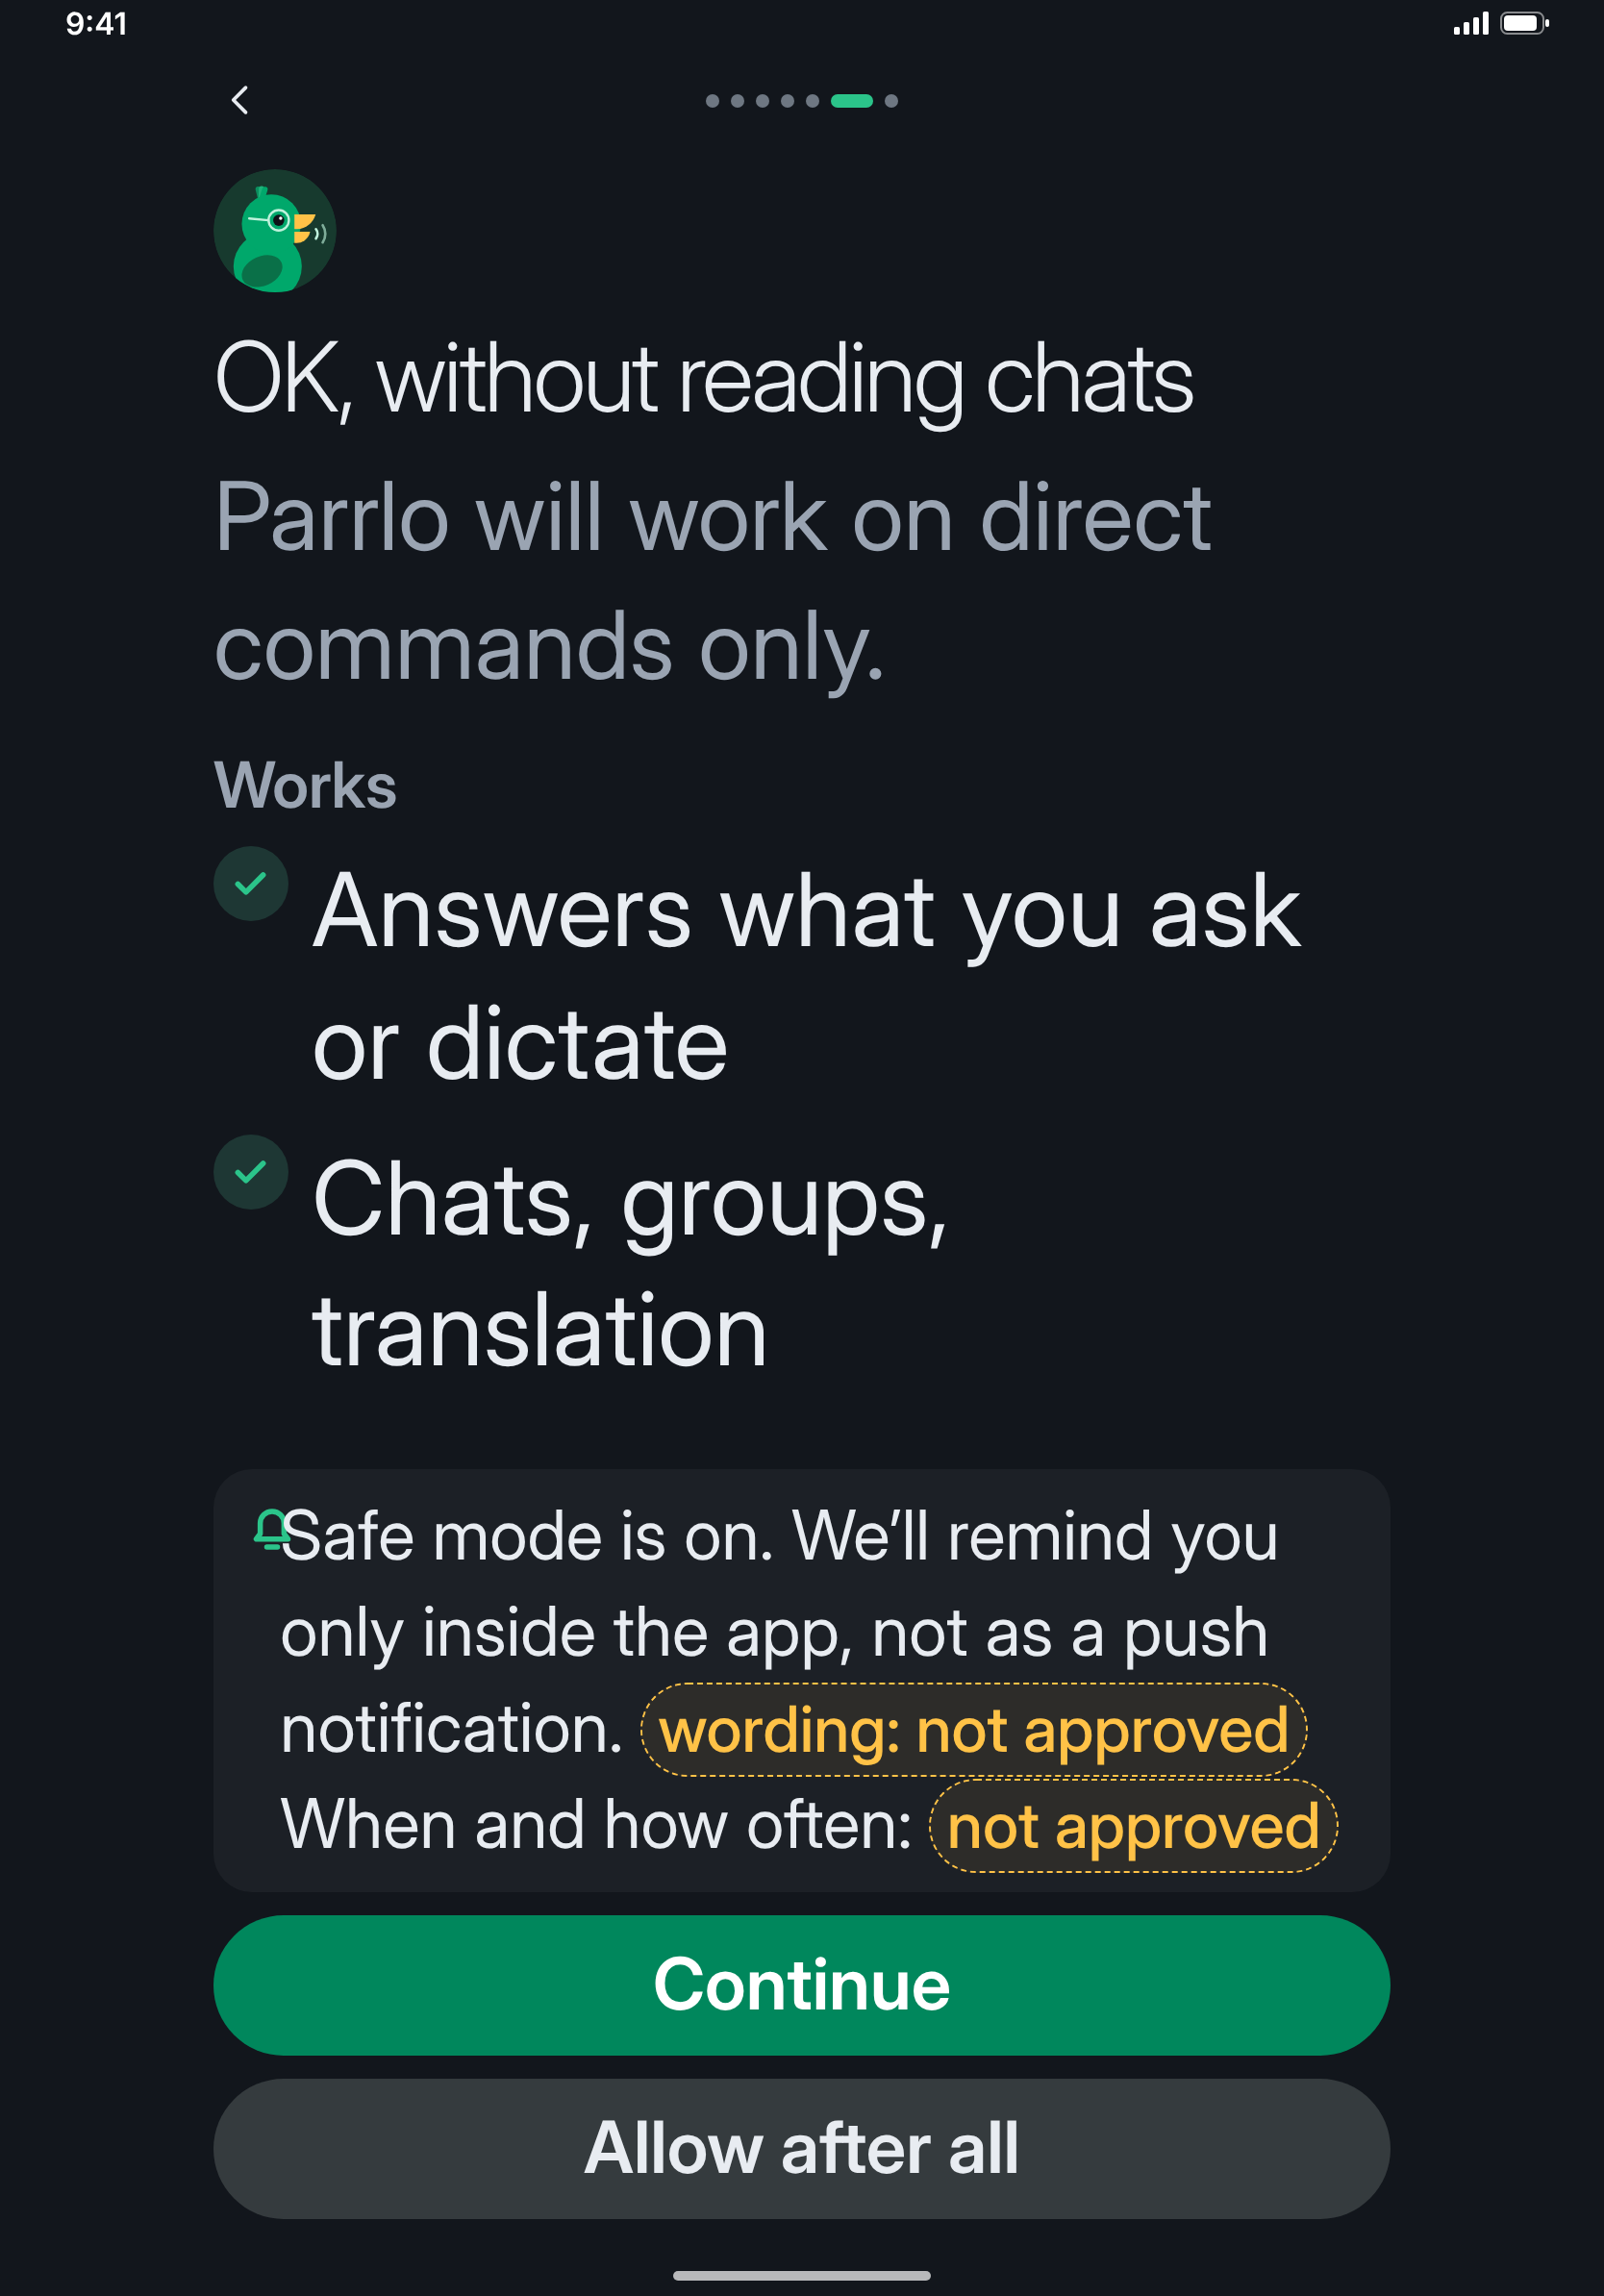 9:41
OK, without reading chats
Parrlo will work on direct
commands only.
Works
Answers what you ask
or dictate
Chats, groups,
translation
Safe mode is on. We’ll remind you
only inside the app, not as a push
notification. wording: not approved
When and how often: not approved
Continue
Allow after all